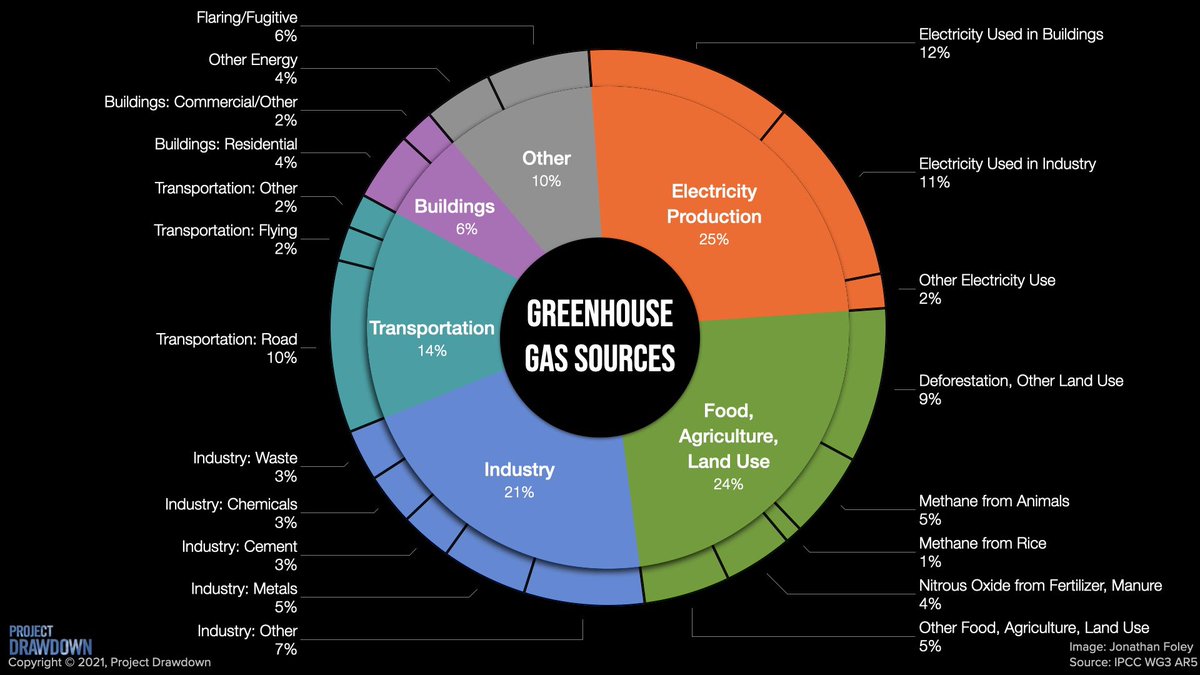 Flaring/Fugitive
6%
Other Energy
4%
Buildings: Commercial/Other
2%
Buildings: Residential
4%
Transportation: Other
2%
Transportation: Flying
2%
Transportation: Road
10%
Industry: Waste
3%
Industry: Chemicals
3%
Industry: Cement
3%
Industry: Metals
5%
Industry: Other
7%
Other
10%
Buildings
6%
Transportation
14%
Industry
21%
Electricity
Production
25%
Food,
Agriculture,
Land Use
24%
GREENHOUSE
GAS SOURCES
Electricity Used in Buildings
12%
Electricity Used in Industry
11%
Other Electricity Use
2%
Deforestation, Other Land Use
9%
Methane from Animals
5%
Methane from Rice
1%
Nitrous Oxide from Fertilizer, Manure
4%
Other Food, Agriculture, Land Use
5%
PROJECT
DRAWDOWN
Copyright © 2021, Project Drawdown
Image: Jonathan Foley
Source: IPCC WG3 AR5